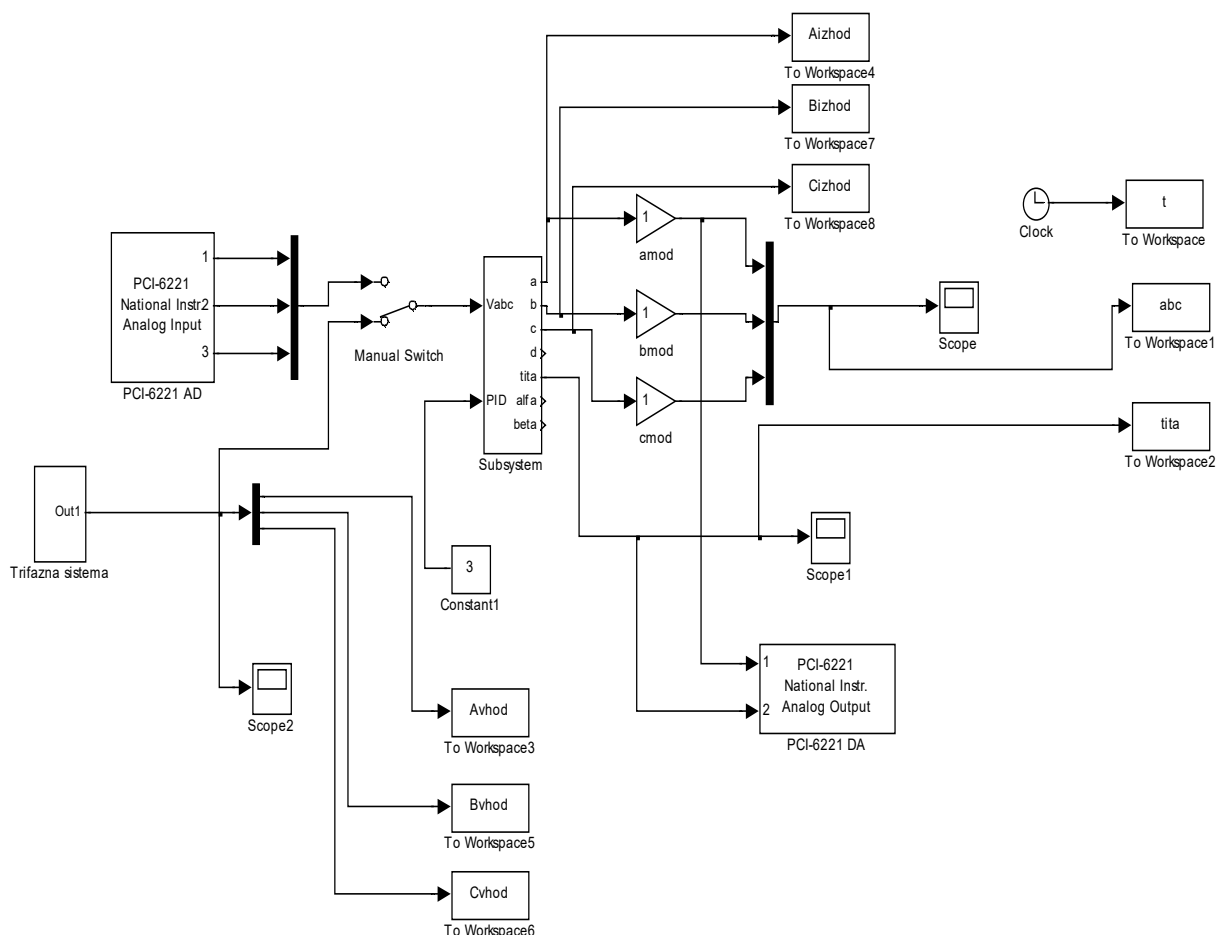 Aizhod
To Workspace4
Bizhod
To Workspace7
Cizhod
To Workspace8
t
To Workspace
Clock
1
amod
1
PCI-6221
National Instr2
Analog Input
3
PCI-6221 AD
Manual Switch
Vabc
PID
a
b
c
d
tita
alfa
beta
Subsystem
1
bmod
1
cmod
Scope
abc
To Workspace1
tita
To Workspace2
Out1
Trifazna sistema
3
Constant1
Scope1
Scope2
1
2
PCI-6221
National Instr.
Analog Output
PCI-6221 DA
Avhod
To Workspace3
Bvhod
To Workspace5
Cvhod
To Workspace6